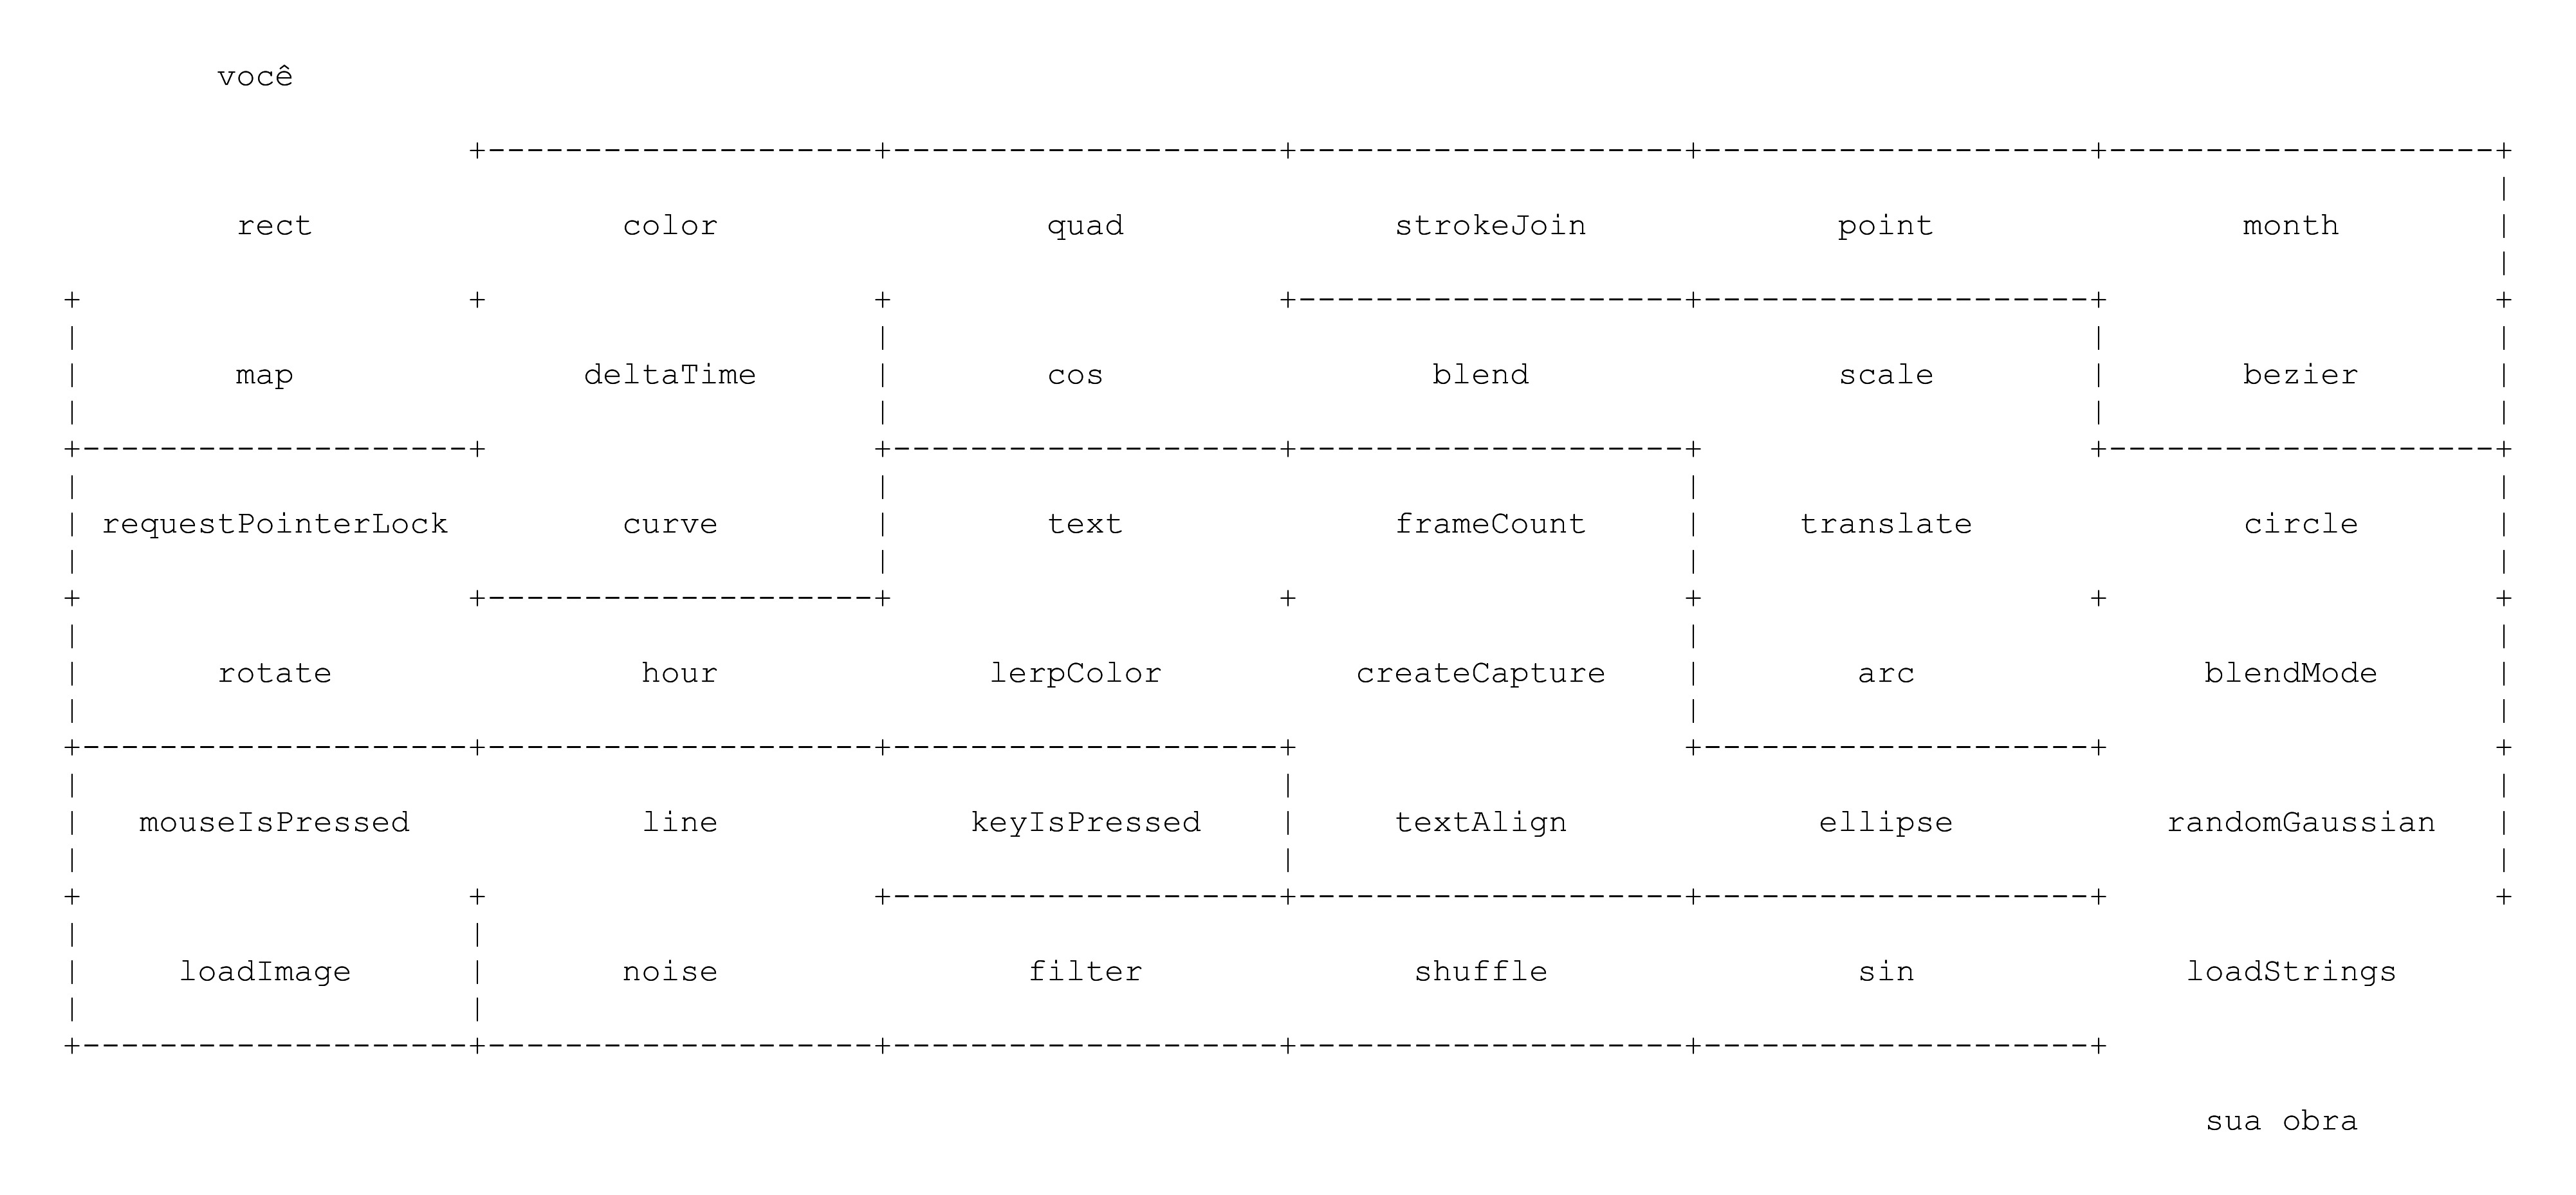 você
rect color quad strokeJoin point month
map deltaTime cos blend scale bezier
requestPointerLock curve text frameCount translate circle
rotate hour lerpColor createCapture arc blendMode
mouseIsPressed line keyIsPressed textAlign ellipse randomGaussian
loadImage noise filter shuffle sin loadStrings
sua obra